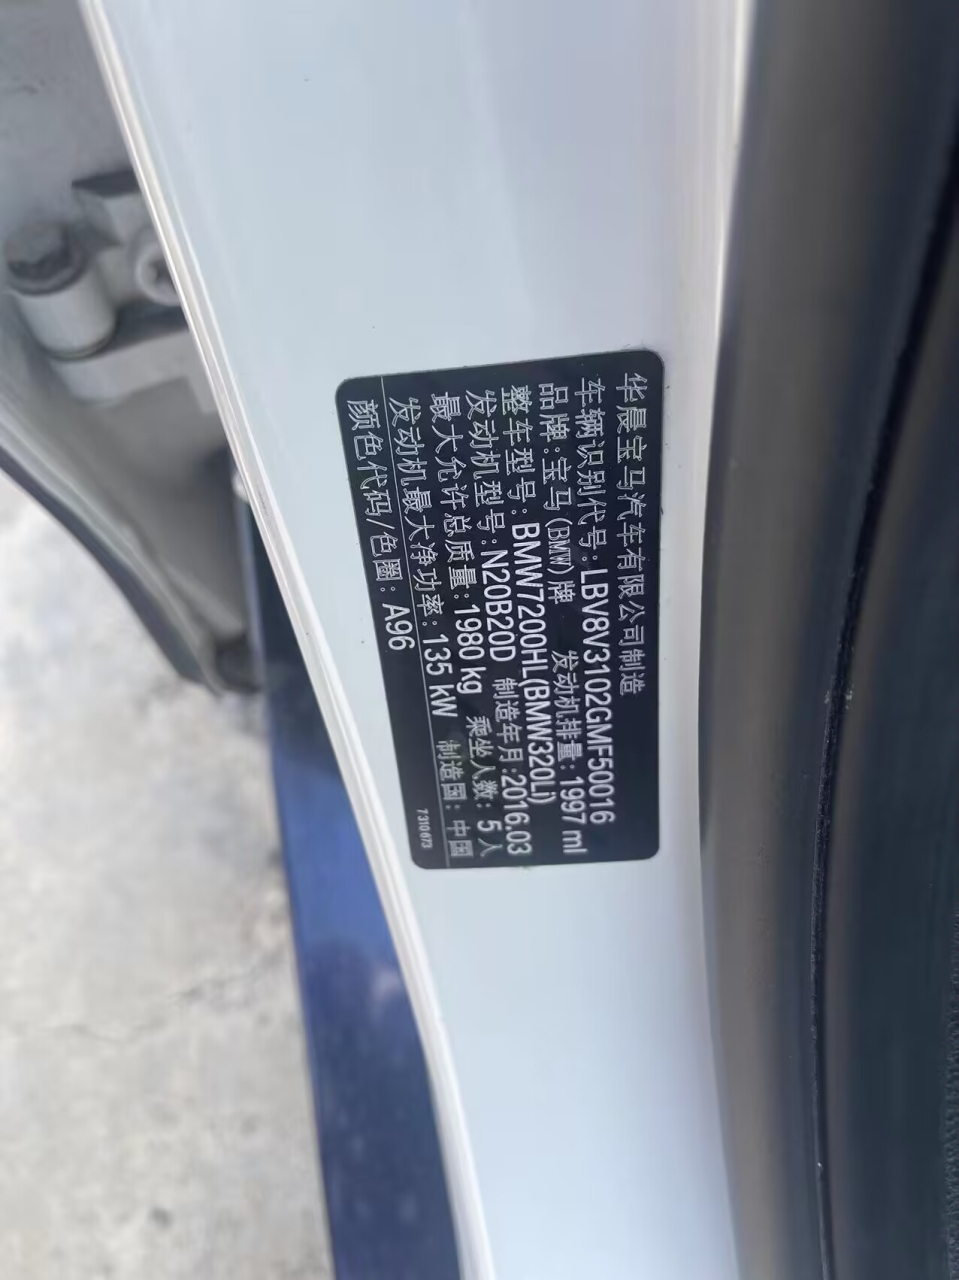 华晨宝马汽车有限公司制造
车辆识别代号: LBV8V3102GMF50016
品牌:宝马(BMW)牌 发动机排量: 1997 ml
整车型号: BMW7200HL(BMW320Li)
发动机型号: N20B20D 制造年月:2016.03
最大允许总质量: 1980 kg 乘坐人数: 5人
发动机最大净功率: 135 kW 制造国: 中国
颜色代码/色圈: A96 7 310 673